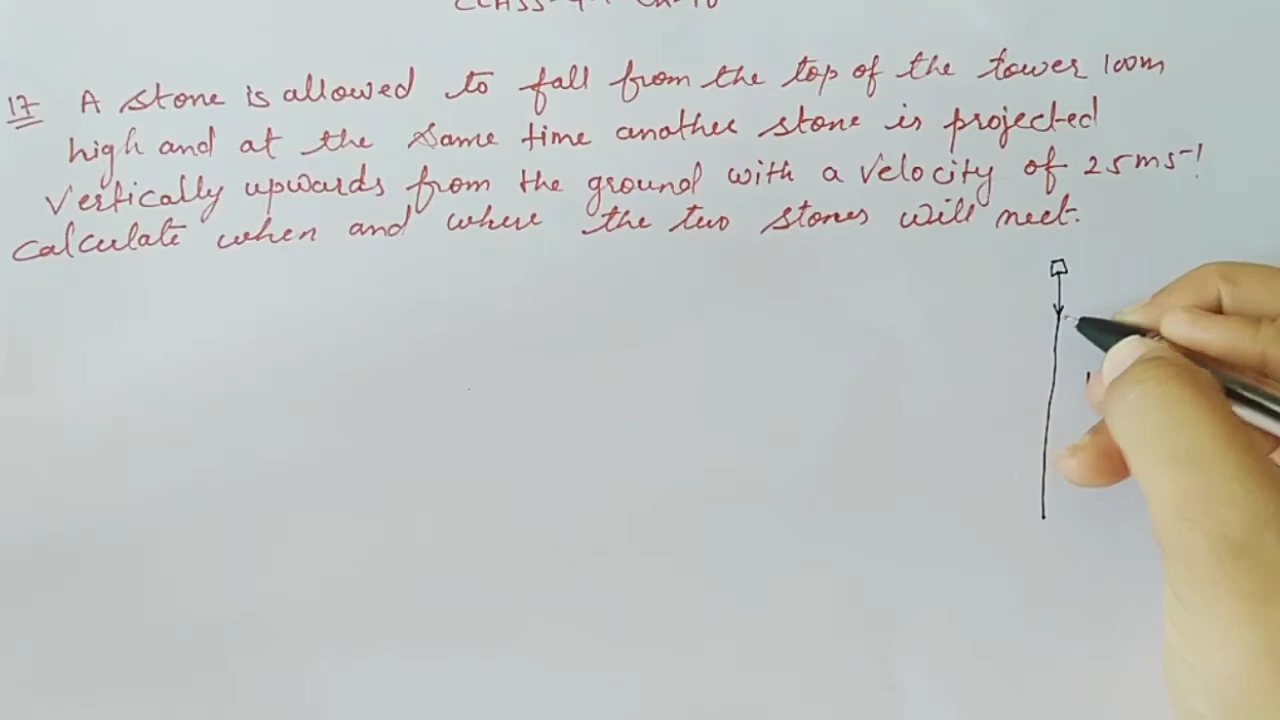 17 A stone is allowed to fall from the top of the tower 100m
high and at the same time another stone is projected
vertically upwards from the ground with a velocity of 25ms⁻¹
calculate when and where the two stones will meet.